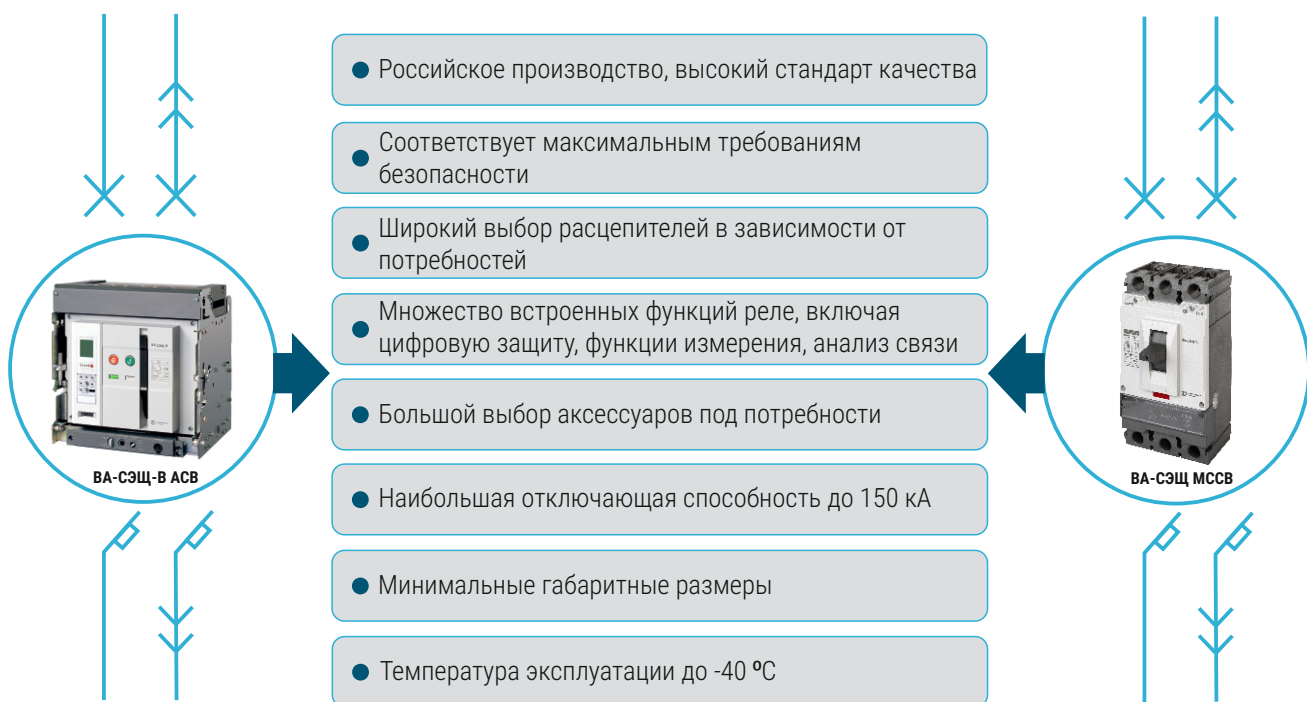 Российское производство, высокий стандарт качества
Соответствует максимальным требованиям
безопасности
Широкий выбор расцепителей в зависимости от
потребностей
Множество встроенных функций реле, включая
цифровую защиту, функции измерения, анализ связи
Большой выбор аксессуаров под потребности
Наибольшая отключающая способность до 150 кА
Минимальные габаритные размеры
Температура эксплуатации до -40 ºС
ВА-СЭЩ-В АСВ
ВА-СЭЩ МССВ